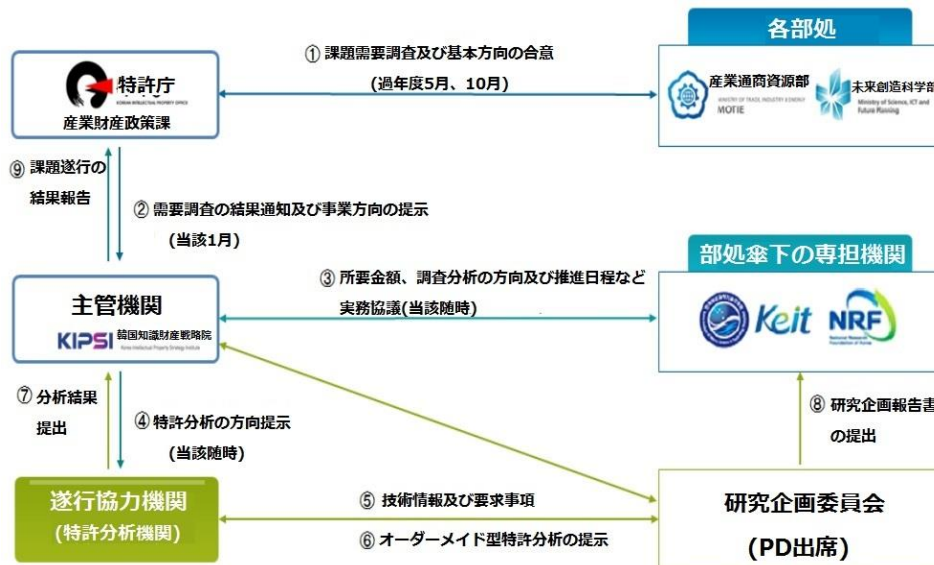 各部処
① 課題需要調査及び基本方向の合意
(過年度5月、10月)
特許庁
KOREAN INTELLECTUAL PROPERTY OFFICE
産業財産政策課
産業通商資源部
MINISTRY OF TRADE, INDUSTRY & ENERGY
MOTIE
未来創造科学部
Ministry of Science, ICT and
Future Planning
⑨ 課題遂行の
結果報告
② 需要調査の結果通知及び事業方向の提示
(当該1月)
部処傘下の専担機関
③ 所要金額、調査分析の方向及び推進日程など
実務協議(当該随時)
主管機関
KIPSI 韓国知識財産戦略院
Korea Intellectual Property Strategy Institute
Keit
NRF
National Research
Foundation of Korea
⑦ 分析結果
提出
④ 特許分析の方向提示
(当該随時)
⑧ 研究企画報告書
の提出
遂行協力機関
(特許分析機関)
⑤ 技術情報及び要求事項
⑥ オーダーメイド型特許分析の提示
研究企画委員会
(PD出席)